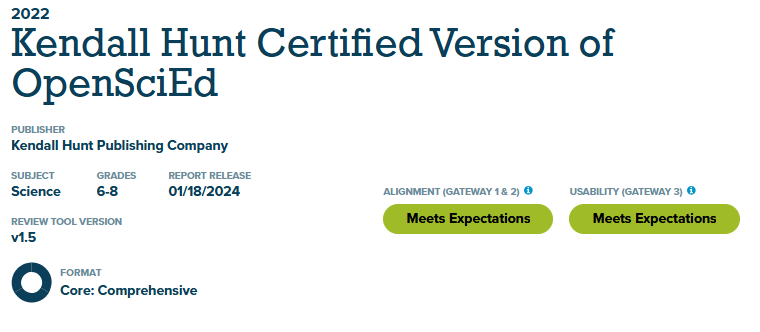 2022
Kendall Hunt Certified Version of
OpenSciEd
PUBLISHER
Kendall Hunt Publishing Company
SUBJECT GRADES REPORT RELEASE
Science 6-8 01/18/2024
ALIGNMENT (GATEWAY 1 & 2) i USABILITY (GATEWAY 3) i
Meets Expectations Meets Expectations
REVIEW TOOL VERSION
v1.5
FORMAT
Core: Comprehensive